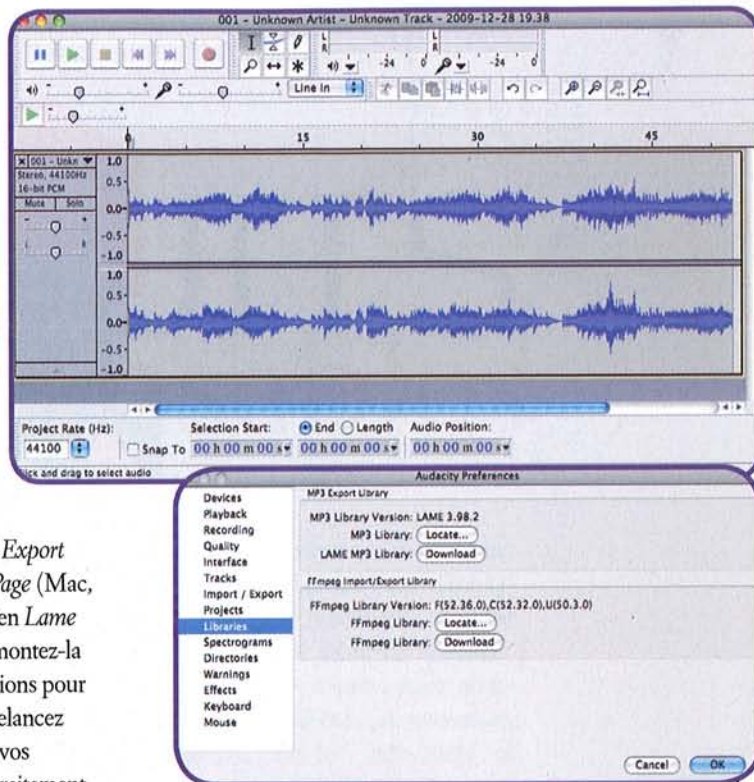 001 - Unknown Artist - Unknown Track - 2009-12-28 19.38
L
R
-24
0
L
R
-24
0
Line In
0
15
30
45
001 - Unkn
Stereo, 44100Hz
16-bit PCM
Mute Solo
- +
L R
1.0
0.5-
0.0-
-0.5-
-1.0
1.0
0.5-
0.0-
-0.5-
-1.0
Project Rate (Hz): Selection Start: End Length Audio Position:
44100 Snap To 00 h 00 m 00 s 00 h 00 m 00 s 00 h 00 m 00 s
and drag to select audio
Export
Page (Mac,
en Lame
montez-la
ions pour
elancez
vos
raitement
Audacity Preferences
Devices
Playback
Recording
Quality
Interface
Tracks
Import / Export
Projects
Libraries
Spectrograms
Directories
Warnings
Effects
Keyboard
Mouse
MP3 Export Library
MP3 Library Version: LAME 3.98.2
MP3 Library: Locate...
LAME MP3 Library: Download
FFmpeg Import/Export Library
FFmpeg Library Version: F(52.36.0),C(52.32.0),U(50.3.0)
FFmpeg Library: Locate...
FFmpeg Library: Download
Cancel OK